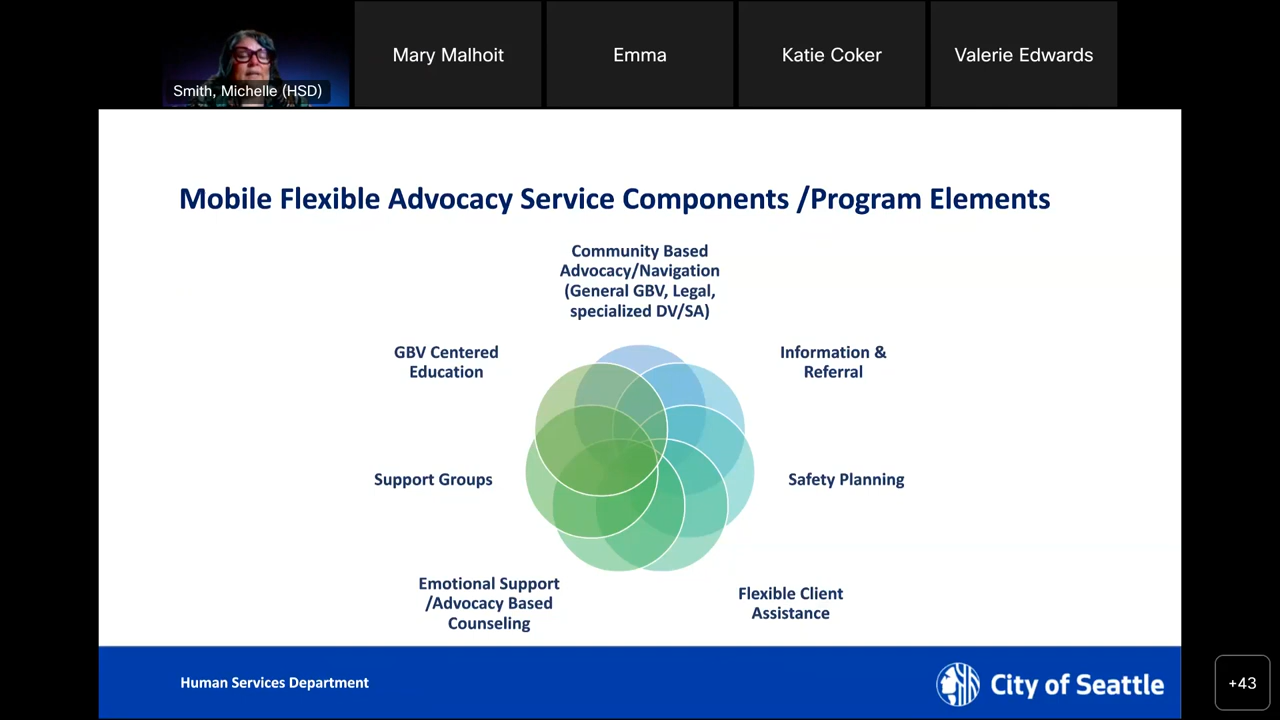 Smith, Michelle (HSD)
Mary Malhoit
Emma
Katie Coker
Valerie Edwards
Mobile Flexible Advocacy Service Components /Program Elements
Community Based
Advocacy/Navigation
(General GBV, Legal,
specialized DV/SA)
GBV Centered
Education
Information &
Referral
Support Groups
Safety Planning
Emotional Support
/Advocacy Based
Counseling
Flexible Client
Assistance
Human Services Department
City of Seattle
+43